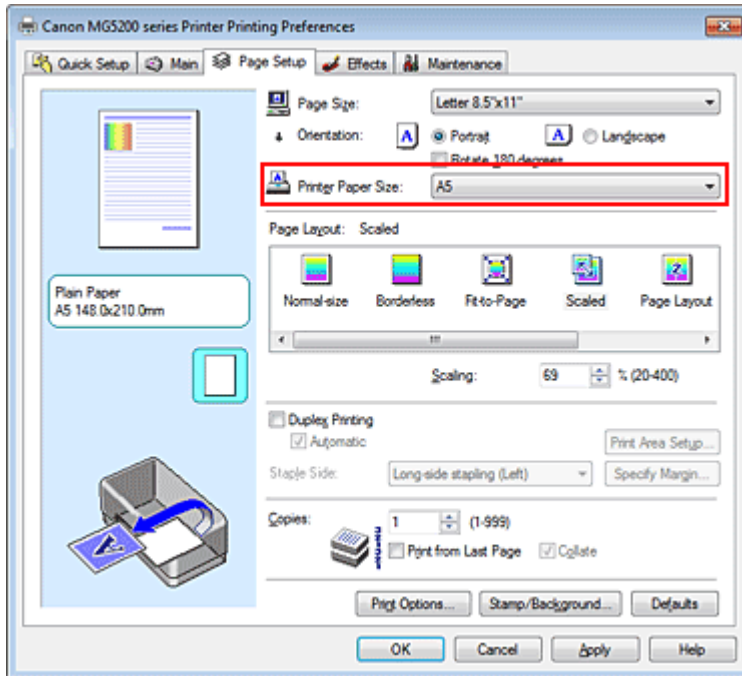 Canon MG5200 series Printer Printing Preferences
Quick Setup Main Page Setup Effects Maintenance
Page Size: Letter 8.5"x11"
Orientation: A Portrait A Landscape
Rotate 180 degrees
Printer Paper Size: A5
Page Layout: Scaled
Normal-size Borderless Fit-to-Page Scaled Page Layout
Plain Paper
A5 148.0x210.0mm
Scaling: 69 % (20-400)
Duplex Printing
Automatic
Print Area Setup...
Staple Side: Long-side stapling (Left) Specify Margin...
Copies: 1 (1-999)
Print from Last Page Collate
Print Options... Stamp/Background... Defaults
OK Cancel Apply Help